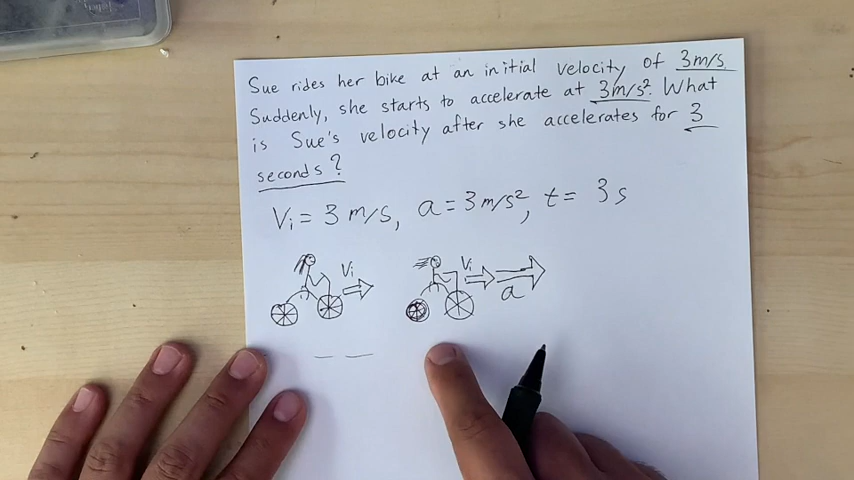 Sue rides her bike at an initial velocity of 3m/s.
Suddenly, she starts to accelerate at 3m/s². What
is Sue's velocity after she accelerates for 3
seconds?
Vi = 3 m/s, a = 3 m/s², t = 3 s
Vi Vi
a